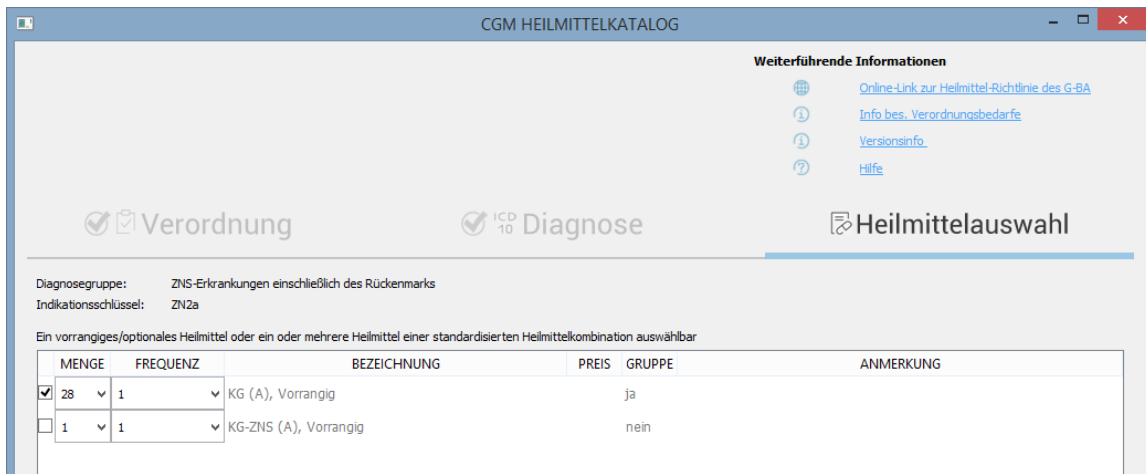 CGM HEILMITTELKATALOG
Weiterführende Informationen
Online-Link zur Heilmittel-Richtlinie des G-BA
Info bes. Verordnungsbedarfe
Versionsinfo
Hilfe
Verordnung
ICD 10 Diagnose
Heilmittelauswahl
Diagnosegruppe: ZNS-Erkrankungen einschließlich des Rückenmarks
Indikationsschlüssel: ZN2a
Ein vorrangiges/optionales Heilmittel oder ein oder mehrere Heilmittel einer standardisierten Heilmittelkombination auswählbar
MENGE FREQUENZ BEZEICHNUNG PREIS GRUPPE ANMERKUNG
28 1 KG (A), Vorrangig ja
1 1 KG-ZNS (A), Vorrangig nein